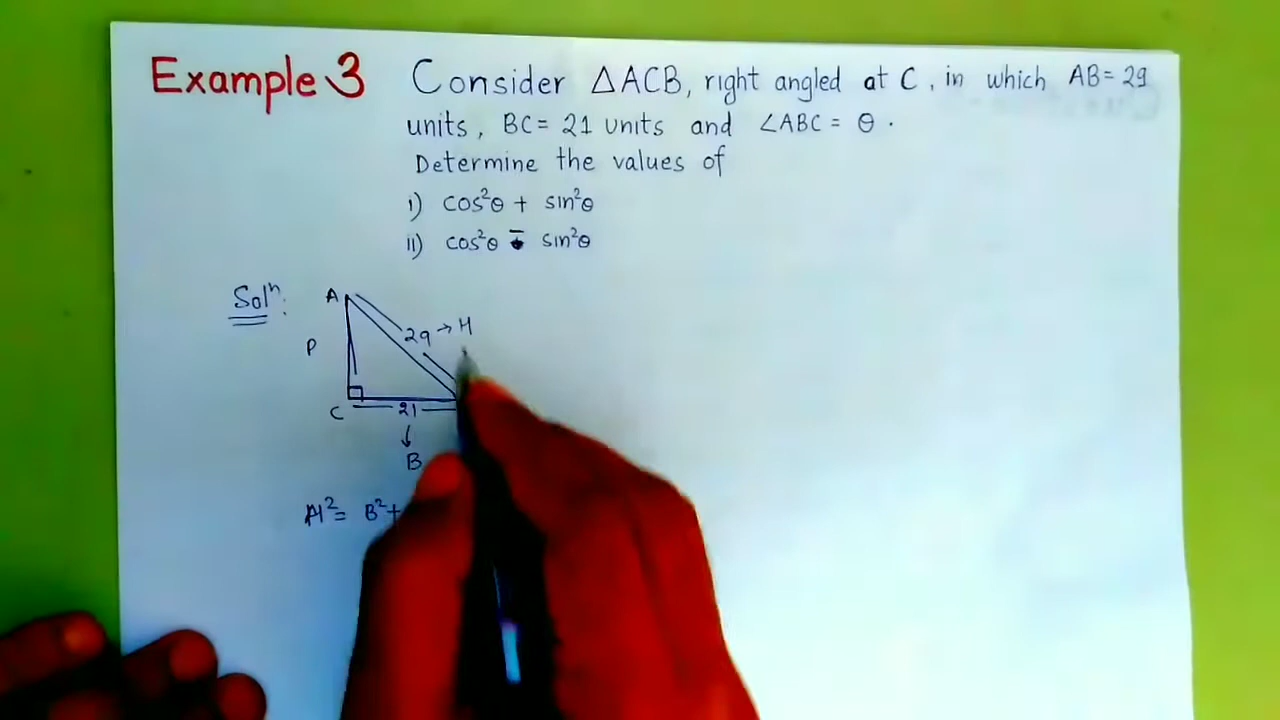 Example 3 Consider △ACB, right angled at C, in which AB = 29
units, BC = 21 units and ∠ABC = θ.
Determine the values of
i) cos²θ + sin²θ
ii) cos²θ - sin²θ
Solⁿ:
A
29 → H
P
C
21
↓
B
H² = B² +